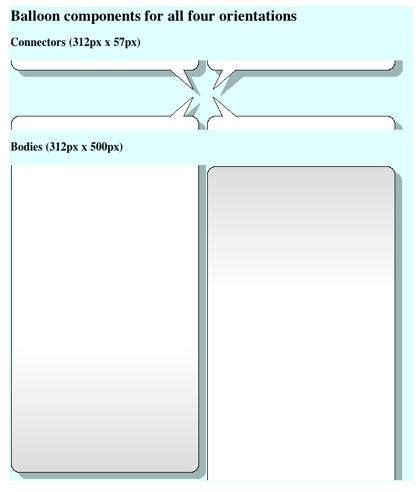 Balloon components for all four orientations
Connectors (312px x 57px)
Bodies (312px x 500px)